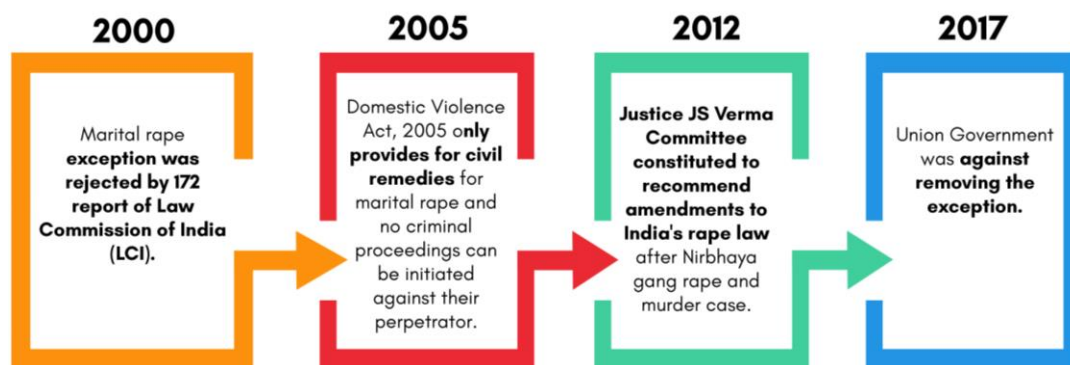 2000
Marital rape
exception was
rejected by 172
report of Law
Commission of India
(LCI).
2005
Domestic Violence
Act, 2005 only
provides for civil
remedies for
marital rape and
no criminal
proceedings can
be initiated
against their
perpetrator.
2012
Justice JS Verma
Committee
constituted to
recommend
amendments to
India's rape law
after Nirbhaya
gang rape and
murder case.
2017
Union Government
was against
removing the
exception.